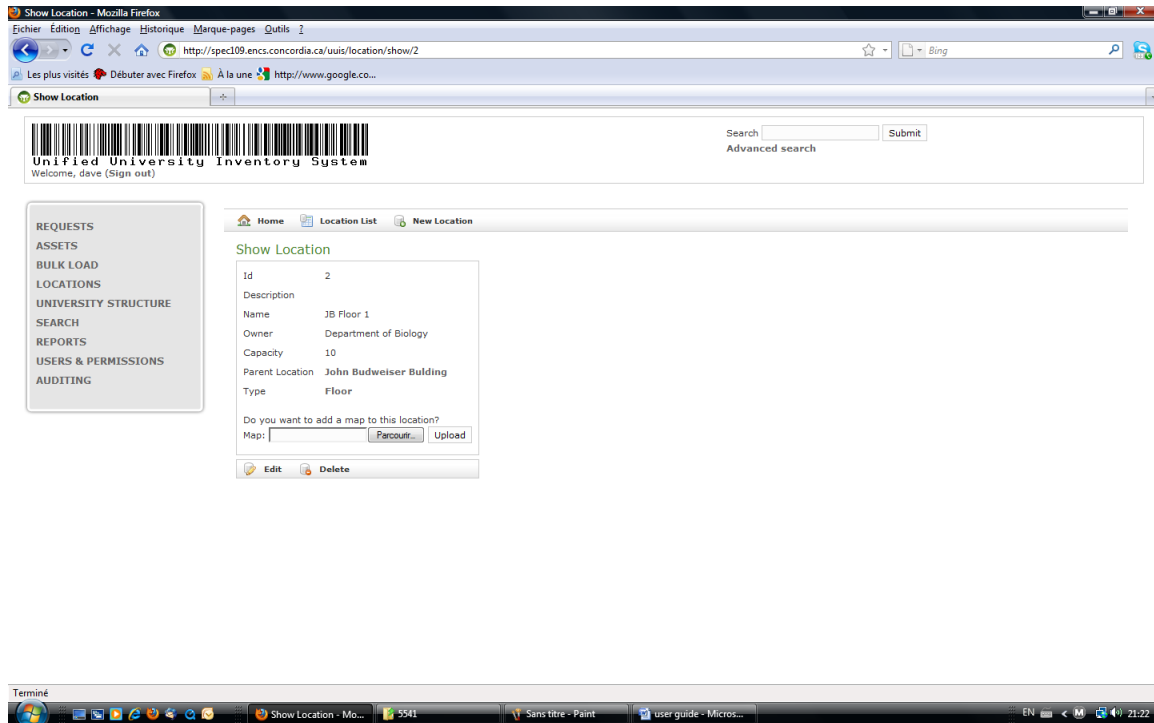 Show Location - Mozilla Firefox
Fichier Édition Affichage Historique Marque-pages Outils ?
http://spec109.encs.concordia.ca/uuis/location/show/2
Bing
Les plus visités Débuter avec Firefox À la une http://www.google.co...
Show Location
Unified University Inventory System
Welcome, dave (Sign out)
Search Submit
Advanced search
REQUESTS
ASSETS
BULK LOAD
LOCATIONS
UNIVERSITY STRUCTURE
SEARCH
REPORTS
USERS & PERMISSIONS
AUDITING
Home Location List New Location
Show Location
Id 2
Description
Name JB Floor 1
Owner Department of Biology
Capacity 10
Parent Location John Budweiser Bulding
Type Floor
Do you want to add a map to this location?
Map: Parcourir... Upload
Edit Delete
Terminé
Show Location - Mo... 5541 Sans titre - Paint user guide - Micros... EN 21:22